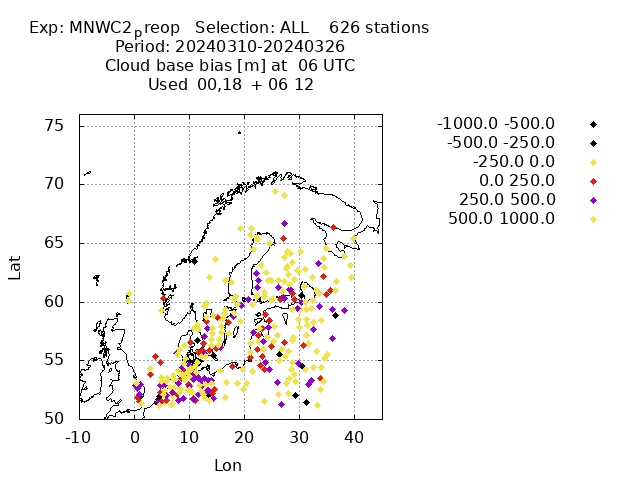 Exp: MNWC2_preop   Selection: ALL    626 stations
Period: 20240310-20240326
Cloud base bias [m] at  06 UTC
Used  00,18  + 06 12
-1000.0 -500.0
-500.0 -250.0
-250.0 0.0
0.0 250.0
250.0 500.0
500.0 1000.0
75
70
65
60
55
50
Lat
-10 0 10 20 30 40
Lon